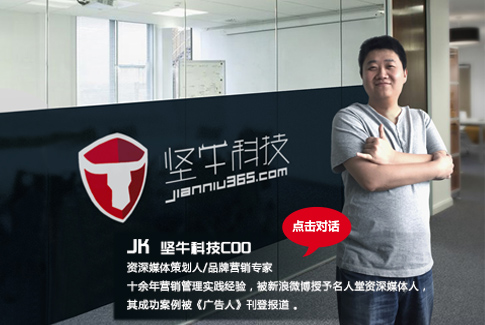 坚牛科技
jianniu365.com
点击对话
JK 坚牛科技COO
资深媒体策划人/品牌营销专家
十余年营销管理实践经验，被新浪微博授予名人堂资深媒体人，
其成功案例被《广告人》刊登报道。